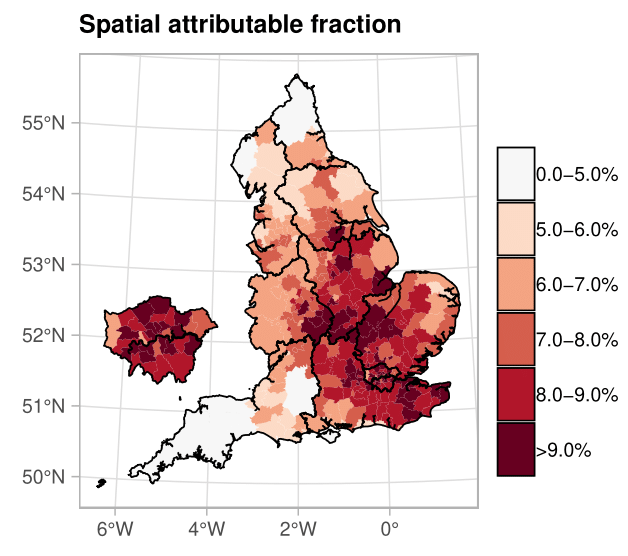 Spatial attributable fraction
55°N
54°N
53°N
52°N
51°N
50°N
6°W
4°W
2°W
0°
0.0−5.0%
5.0−6.0%
6.0−7.0%
7.0−8.0%
8.0−9.0%
>9.0%